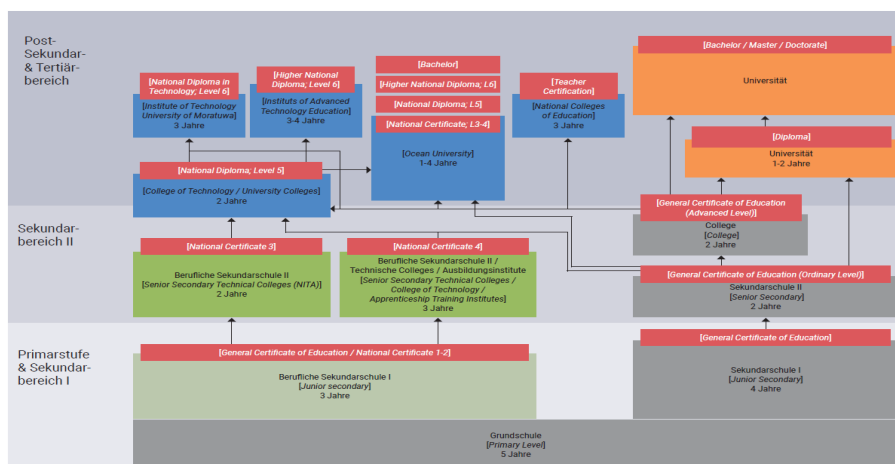 Post-
Sekundar-
& Tertiär-
bereich
[National Diploma in
Technology; Level 6]
[Institute of Technology
University of Moratuwa]
3 Jahre
[Higher National
Diploma; Level 6]
[Instituts of Advanced
Technology Education]
3-4 Jahre
[Bachelor]
[Higher National Diploma; L6]
[National Diploma; L5]
[National Certificate; L3-4]
[Ocean University]
1-4 Jahre
[Teacher
Certification]
[National Colleges
of Education]
3 Jahre
[Bachelor / Master / Doctorate]
Universität
[Diploma]
Universität
1-2 Jahre
[National Diploma; Level 5]
[College of Technology / University Colleges]
2 Jahre
[General Certificate of Education
(Advanced Level)]
College
[College]
2 Jahre
Sekundar-
bereich II
[National Certificate 3]
Berufliche Sekundarschule II
[Senior Secondary Technical Colleges (NITA)]
2 Jahre
[National Certificate 4]
Berufliche Sekundarschule II /
Technische Colleges / Ausbildungsinstitute
[Senior Secondary Technical Colleges /
College of Technology /
Apprenticeship Training Institutes]
3 Jahre
[General Certificate of Education (Ordinary Level)]
Sekundarschule II
[Senior Secondary]
2 Jahre
Primarstufe
& Sekundar-
bereich I
[General Certificate of Education / National Certificate 1-2]
Berufliche Sekundarschule I
[Junior secondary]
3 Jahre
[General Certificate of Education]
Sekundarschule I
[Junior Secondary]
4 Jahre
Grundschule
[Primary Level]
5 Jahre